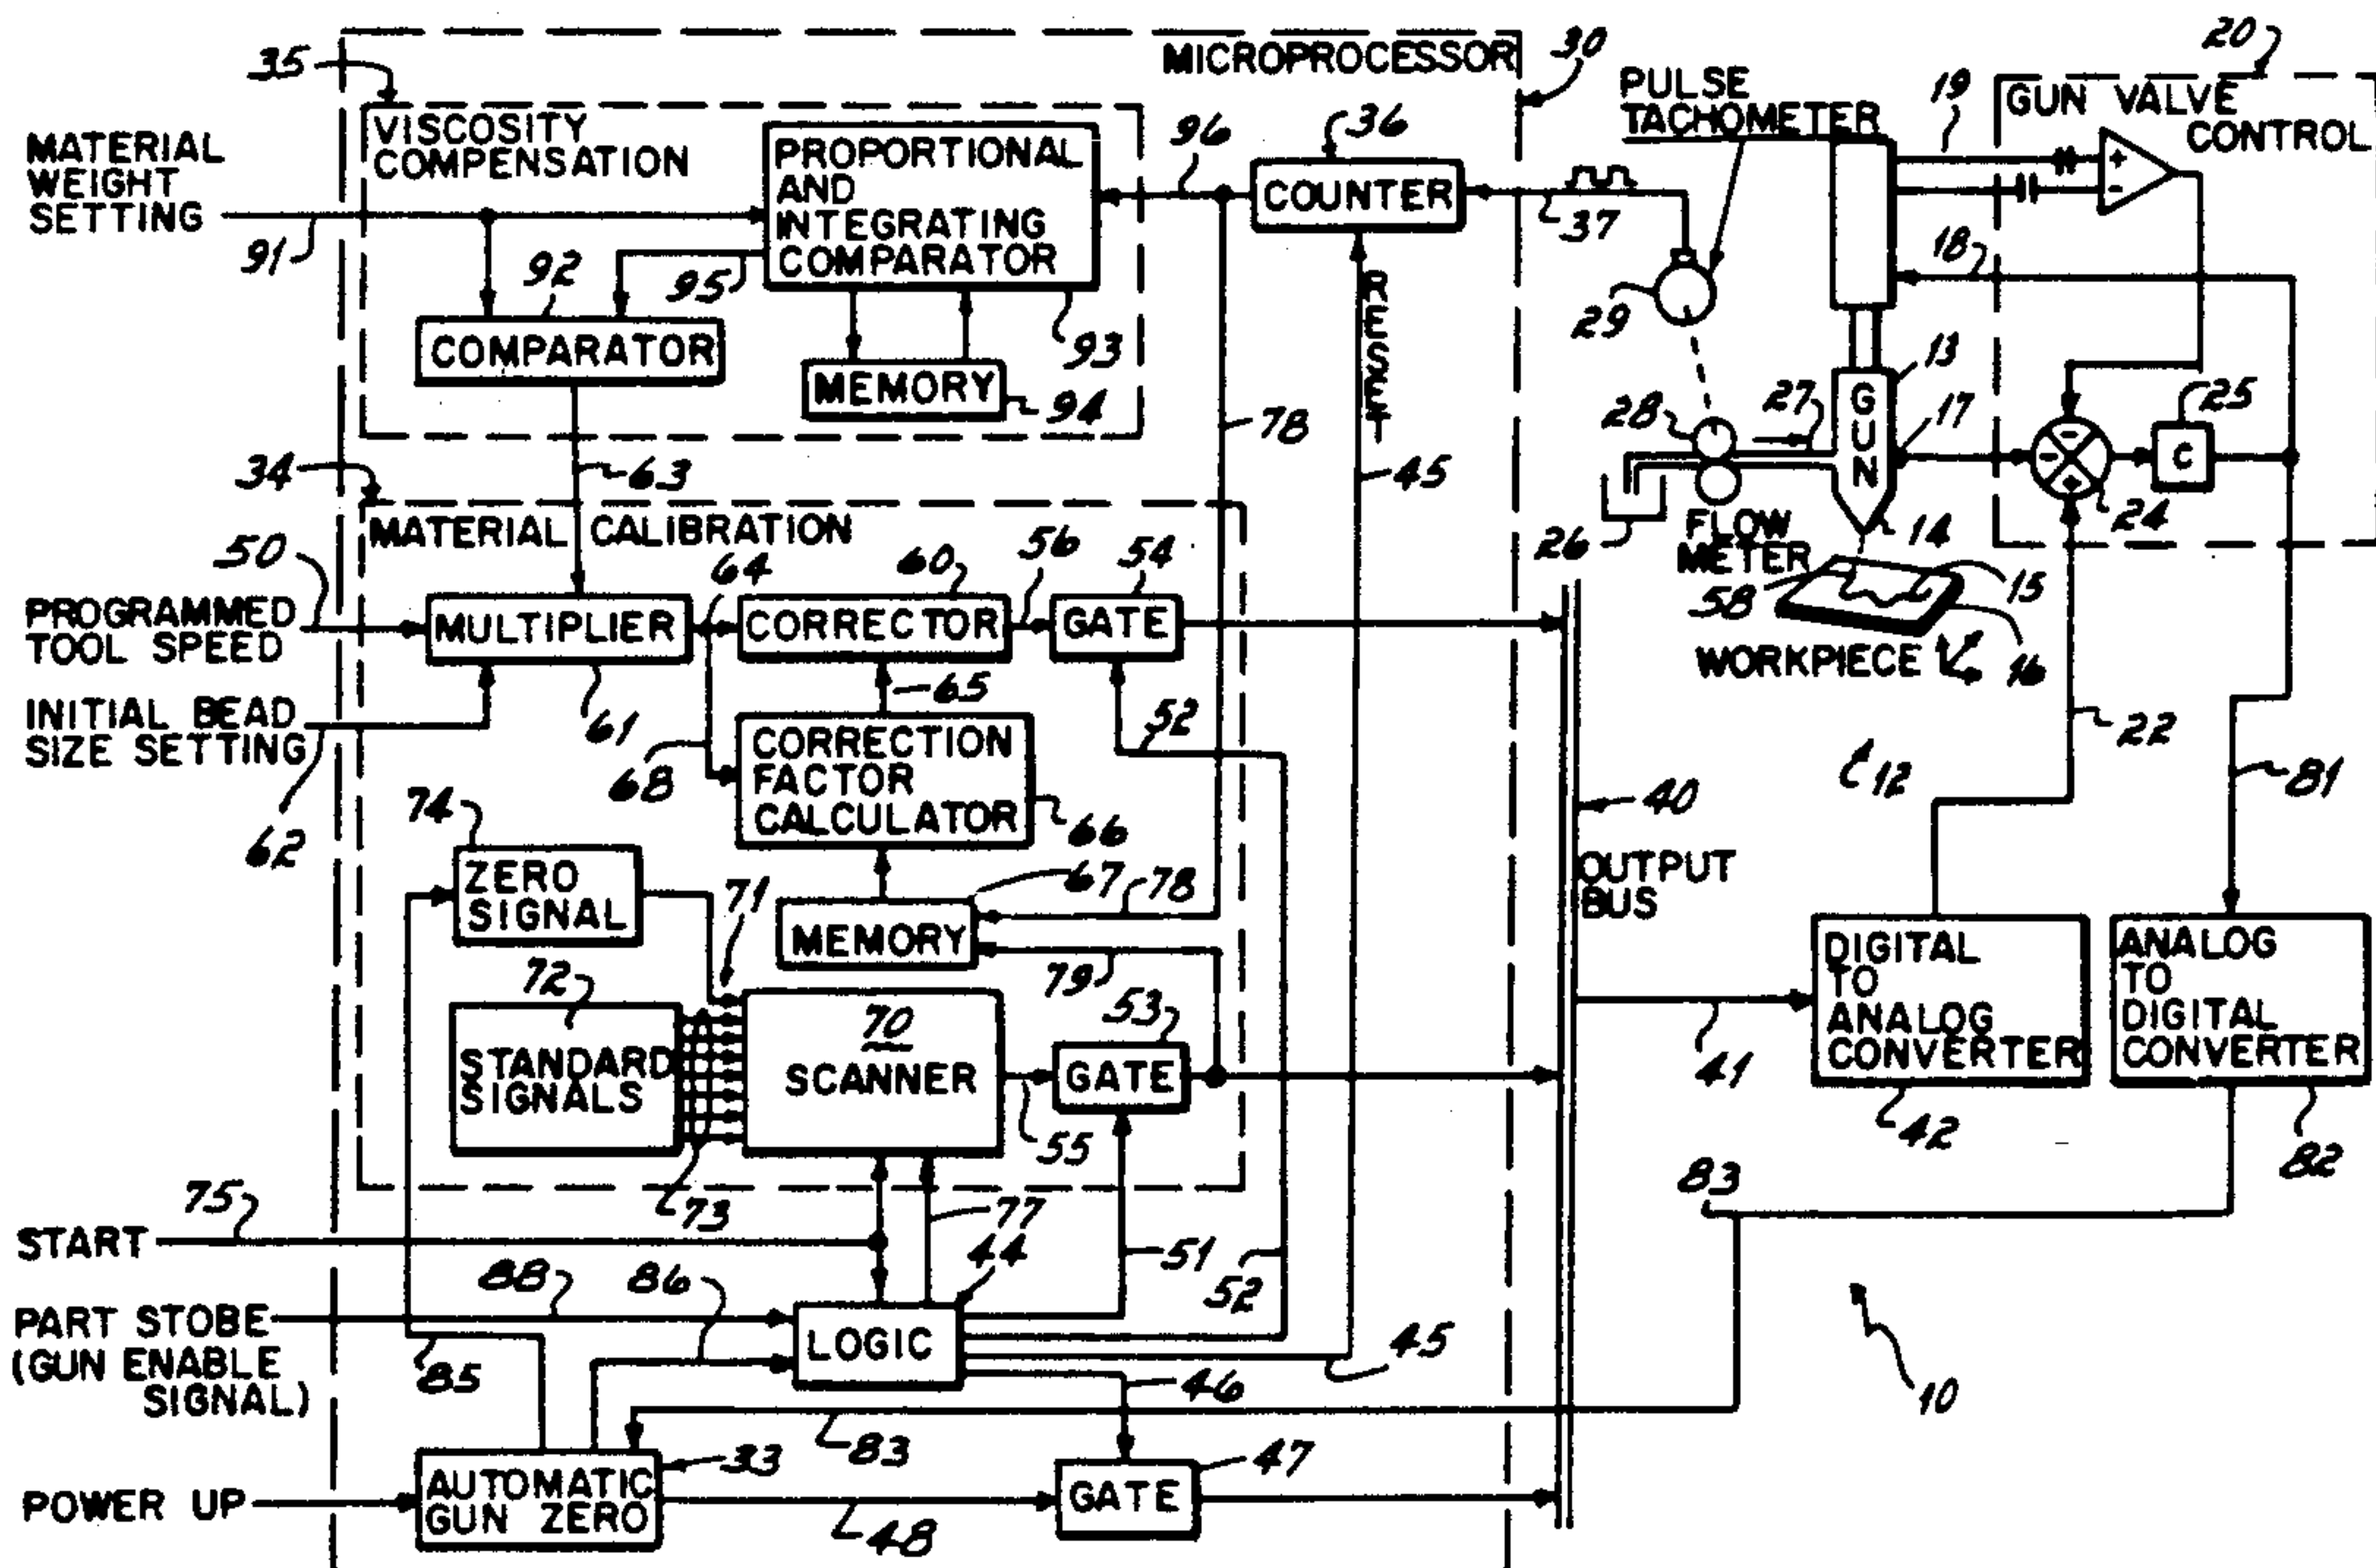 MICROPROCESSOR
30
35
VISCOSITY
COMPENSATION
MATERIAL
WEIGHT
SETTING
91
PROPORTIONAL
AND
INTEGRATING
COMPARATOR
92
95
93
COMPARATOR
MEMORY
94
96
36
COUNTER
37
RESET
78
45
63
PULSE
TACHOMETER
29
19
20
GUN VALVE
CONTROL
+
-
18
13
GUN
17
27
28
26
FLOW
METER
14
58
15
16
WORKPIECE
-
-
+
24
25
C
22
12
81
34
MATERIAL CALIBRATION
50
PROGRAMMED
TOOL SPEED
MULTIPLIER
61
64
60
CORRECTOR
56
54
GATE
INITIAL BEAD
SIZE SETTING
62
65
68
CORRECTION
FACTOR
CALCULATOR
66
52
74
ZERO
SIGNAL
71
67
78
MEMORY
79
72
STANDARD
SIGNALS
73
70
SCANNER
55
53
GATE
40
OUTPUT
BUS
41
DIGITAL
TO
ANALOG
CONVERTER
42
ANALOG
TO
DIGITAL
CONVERTER
82
83
75
START
77
44
51
52
88
86
PART STOBE
(GUN ENABLE
SIGNAL)
85
LOGIC
45
46
83
10
POWER UP
AUTOMATIC
GUN ZERO
33
48
47
GATE